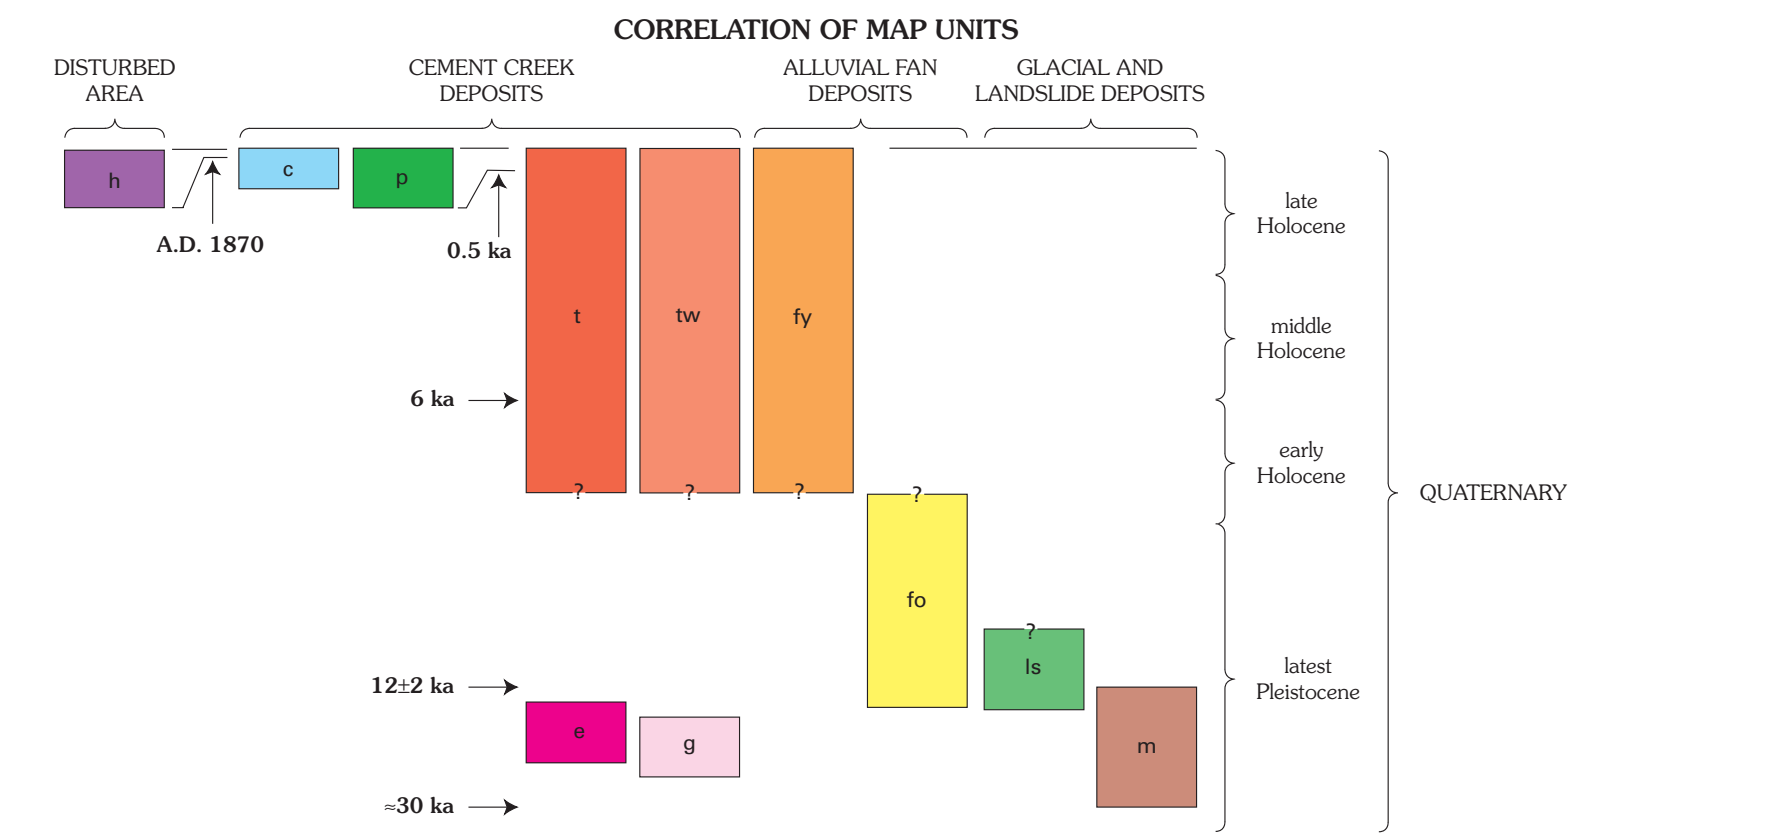 CORRELATION OF MAP UNITS
DISTURBED
AREA
CEMENT CREEK
DEPOSITS
ALLUVIAL FAN
DEPOSITS
GLACIAL AND
LANDSLIDE DEPOSITS
h
A.D. 1870
c
p
0.5 ka
t
tw
fy
late
Holocene
middle
Holocene
6 ka
early
Holocene
?
?
?
?
QUATERNARY
fo
?
ls
latest
Pleistocene
12±2 ka
e
g
m
≈30 ka